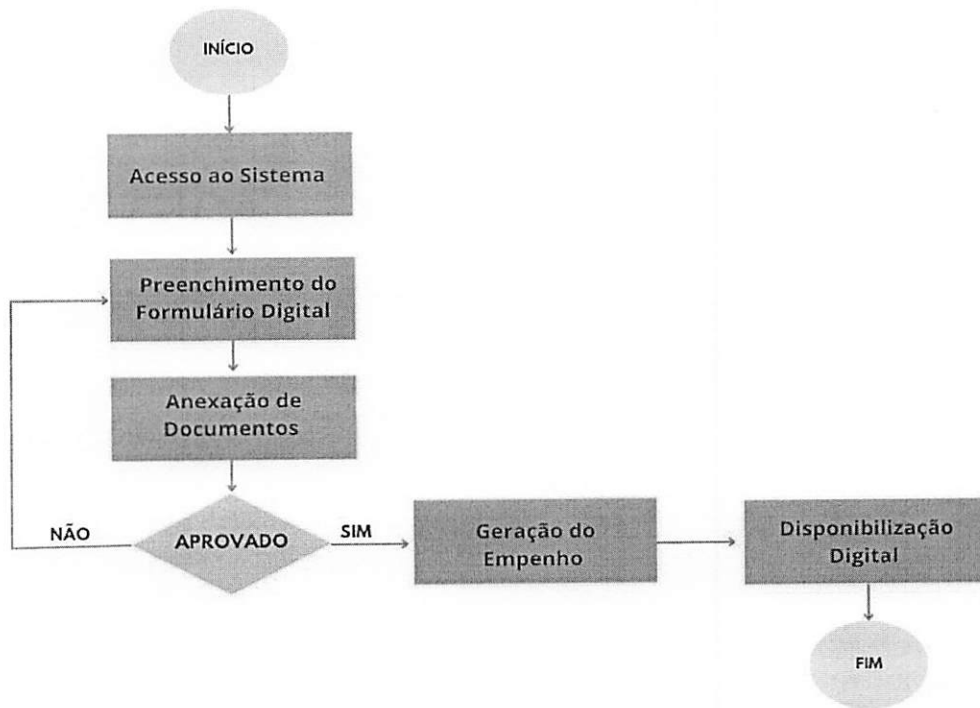 INÍCIO
Acesso ao Sistema
Preenchimento do
Formulário Digital
Anexação de
Documentos
NÃO
APROVADO
SIM
Geração do
Empenho
Disponibilização
Digital
FIM